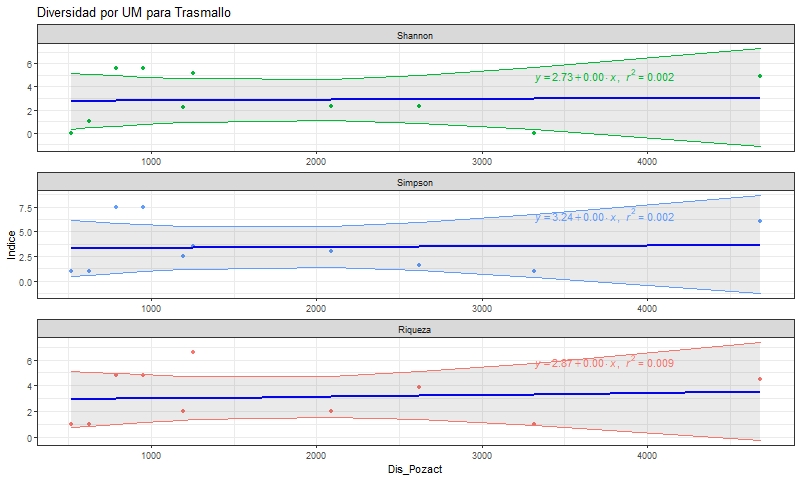 Diversidad por UM para Trasmallo
Shannon
6
4
2
0
y = 2.73 + 0.00 · x, r² = 0.002
1000 2000 3000 4000
Simpson
7.5
5.0
2.5
0.0
y = 3.24 + 0.00 · x, r² = 0.002
1000 2000 3000 4000
Indice
Riqueza
6
4
2
0
y = 2.87 + 0.00 · x, r² = 0.009
1000 2000 3000 4000
Dis_Pozact